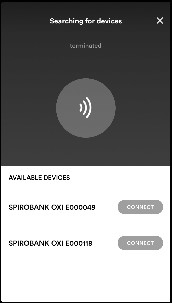 Searching for devices
terminated
AVAILABLE DEVICES
SPIROBANK OXI E000049 CONNECT
SPIROBANK OXI E000118 CONNECT